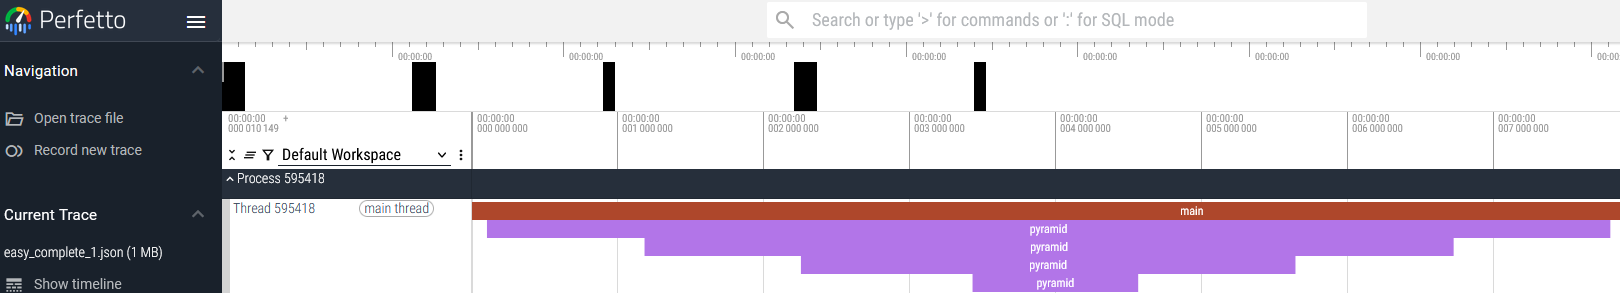 Perfetto
Search or type '>' for commands or ':' for SQL mode
Navigation
Open trace file
Record new trace
Current Trace
easy_complete_1.json (1 MB)
Show timeline
00:00:00 00:00:00 00:00:00 00:00:00 00:00:00 00:00:00 00:00:00 00:00
00:00:00 + 00:00:00 00:00:00 00:00:00 00:00:00 00:00:00 00:00:00 00:00:00 00:00:00
000 010 149 000 000 000 001 000 000 002 000 000 003 000 000 004 000 000 005 000 000 006 000 000 007 000 000
Default Workspace
Process 595418
Thread 595418 main thread
main
pyramid
pyramid
pyramid
pyramid